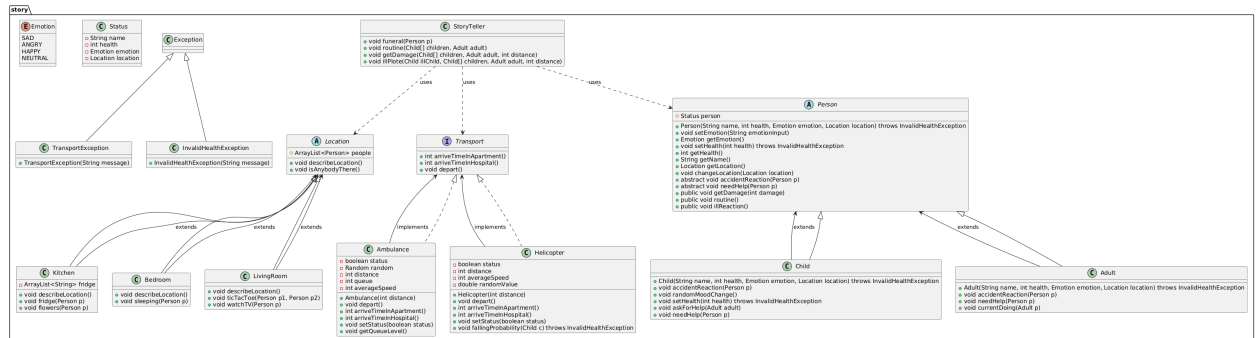 story
E Emotion
SAD
ANGRY
HAPPY
NEUTRAL
C Status
String name
int health
Emotion emotion
Location location
C Exception
C StoryTeller
void funeral(Person p)
void routine(Child[] children, Adult adult)
void getDamage(Child[] children, Adult adult, int distance)
void illPlote(Child illChild, Child[] children, Adult adult, int distance)
uses
uses
uses
C TransportException
TransportException(String message)
C InvalidHealthException
InvalidHealthException(String message)
A Location
ArrayList<Person> people
void describeLocation()
void isAnybodyThere()
I Transport
int arriveTimeInApartment()
int arriveTimeInHospital()
void depart()
A Person
Status person
Person(String name, int health, Emotion emotion, Location location) throws InvalidHealthException
void setEmotion(String emotionInput)
Emotion getEmotion()
void setHealth(int health) throws InvalidHealthException
int getHealth()
String getName()
Location getLocation()
void changeLocation(Location location)
abstract void accidentReaction(Person p)
abstract void needHelp(Person p)
public void getDamage(int damage)
public void routine()
public void illReaction()
extends
extends
extends
implements
implements
extends
extends
C Kitchen
ArrayList<String> fridge
void describeLocation()
void fridge(Person p)
void flowers(Person p)
C Bedroom
void describeLocation()
void sleeping(Person p)
C LivingRoom
void describeLocation()
void ticTacToe(Person p1, Person p2)
void watchTV(Person p)
C Ambulance
boolean status
Random random
int distance
int queue
int averageSpeed
Ambulance(int distance)
void depart()
int arriveTimeInApartment()
int arriveTimeInHospital()
void setStatus(boolean status)
void getQueueLevel()
C Helicopter
boolean status
int distance
int averageSpeed
double randomValue
Helicopter(int distance)
void depart()
int arriveTimeInApartment()
int arriveTimeInHospital()
void setStatus(boolean status)
void fallingProbability(Child c) throws InvalidHealthException
C Child
Child(String name, int health, Emotion emotion, Location location) throws InvalidHealthException
void accidentReaction(Person p)
void randomMoodChange()
void setHealth(int health) throws InvalidHealthException
void askForHelp(Adult adult)
void needHelp(Person p)
C Adult
Adult(String name, int health, Emotion emotion, Location location) throws InvalidHealthException
void accidentReaction(Person p)
void needHelp(Person p)
void currentDoing(Adult p)